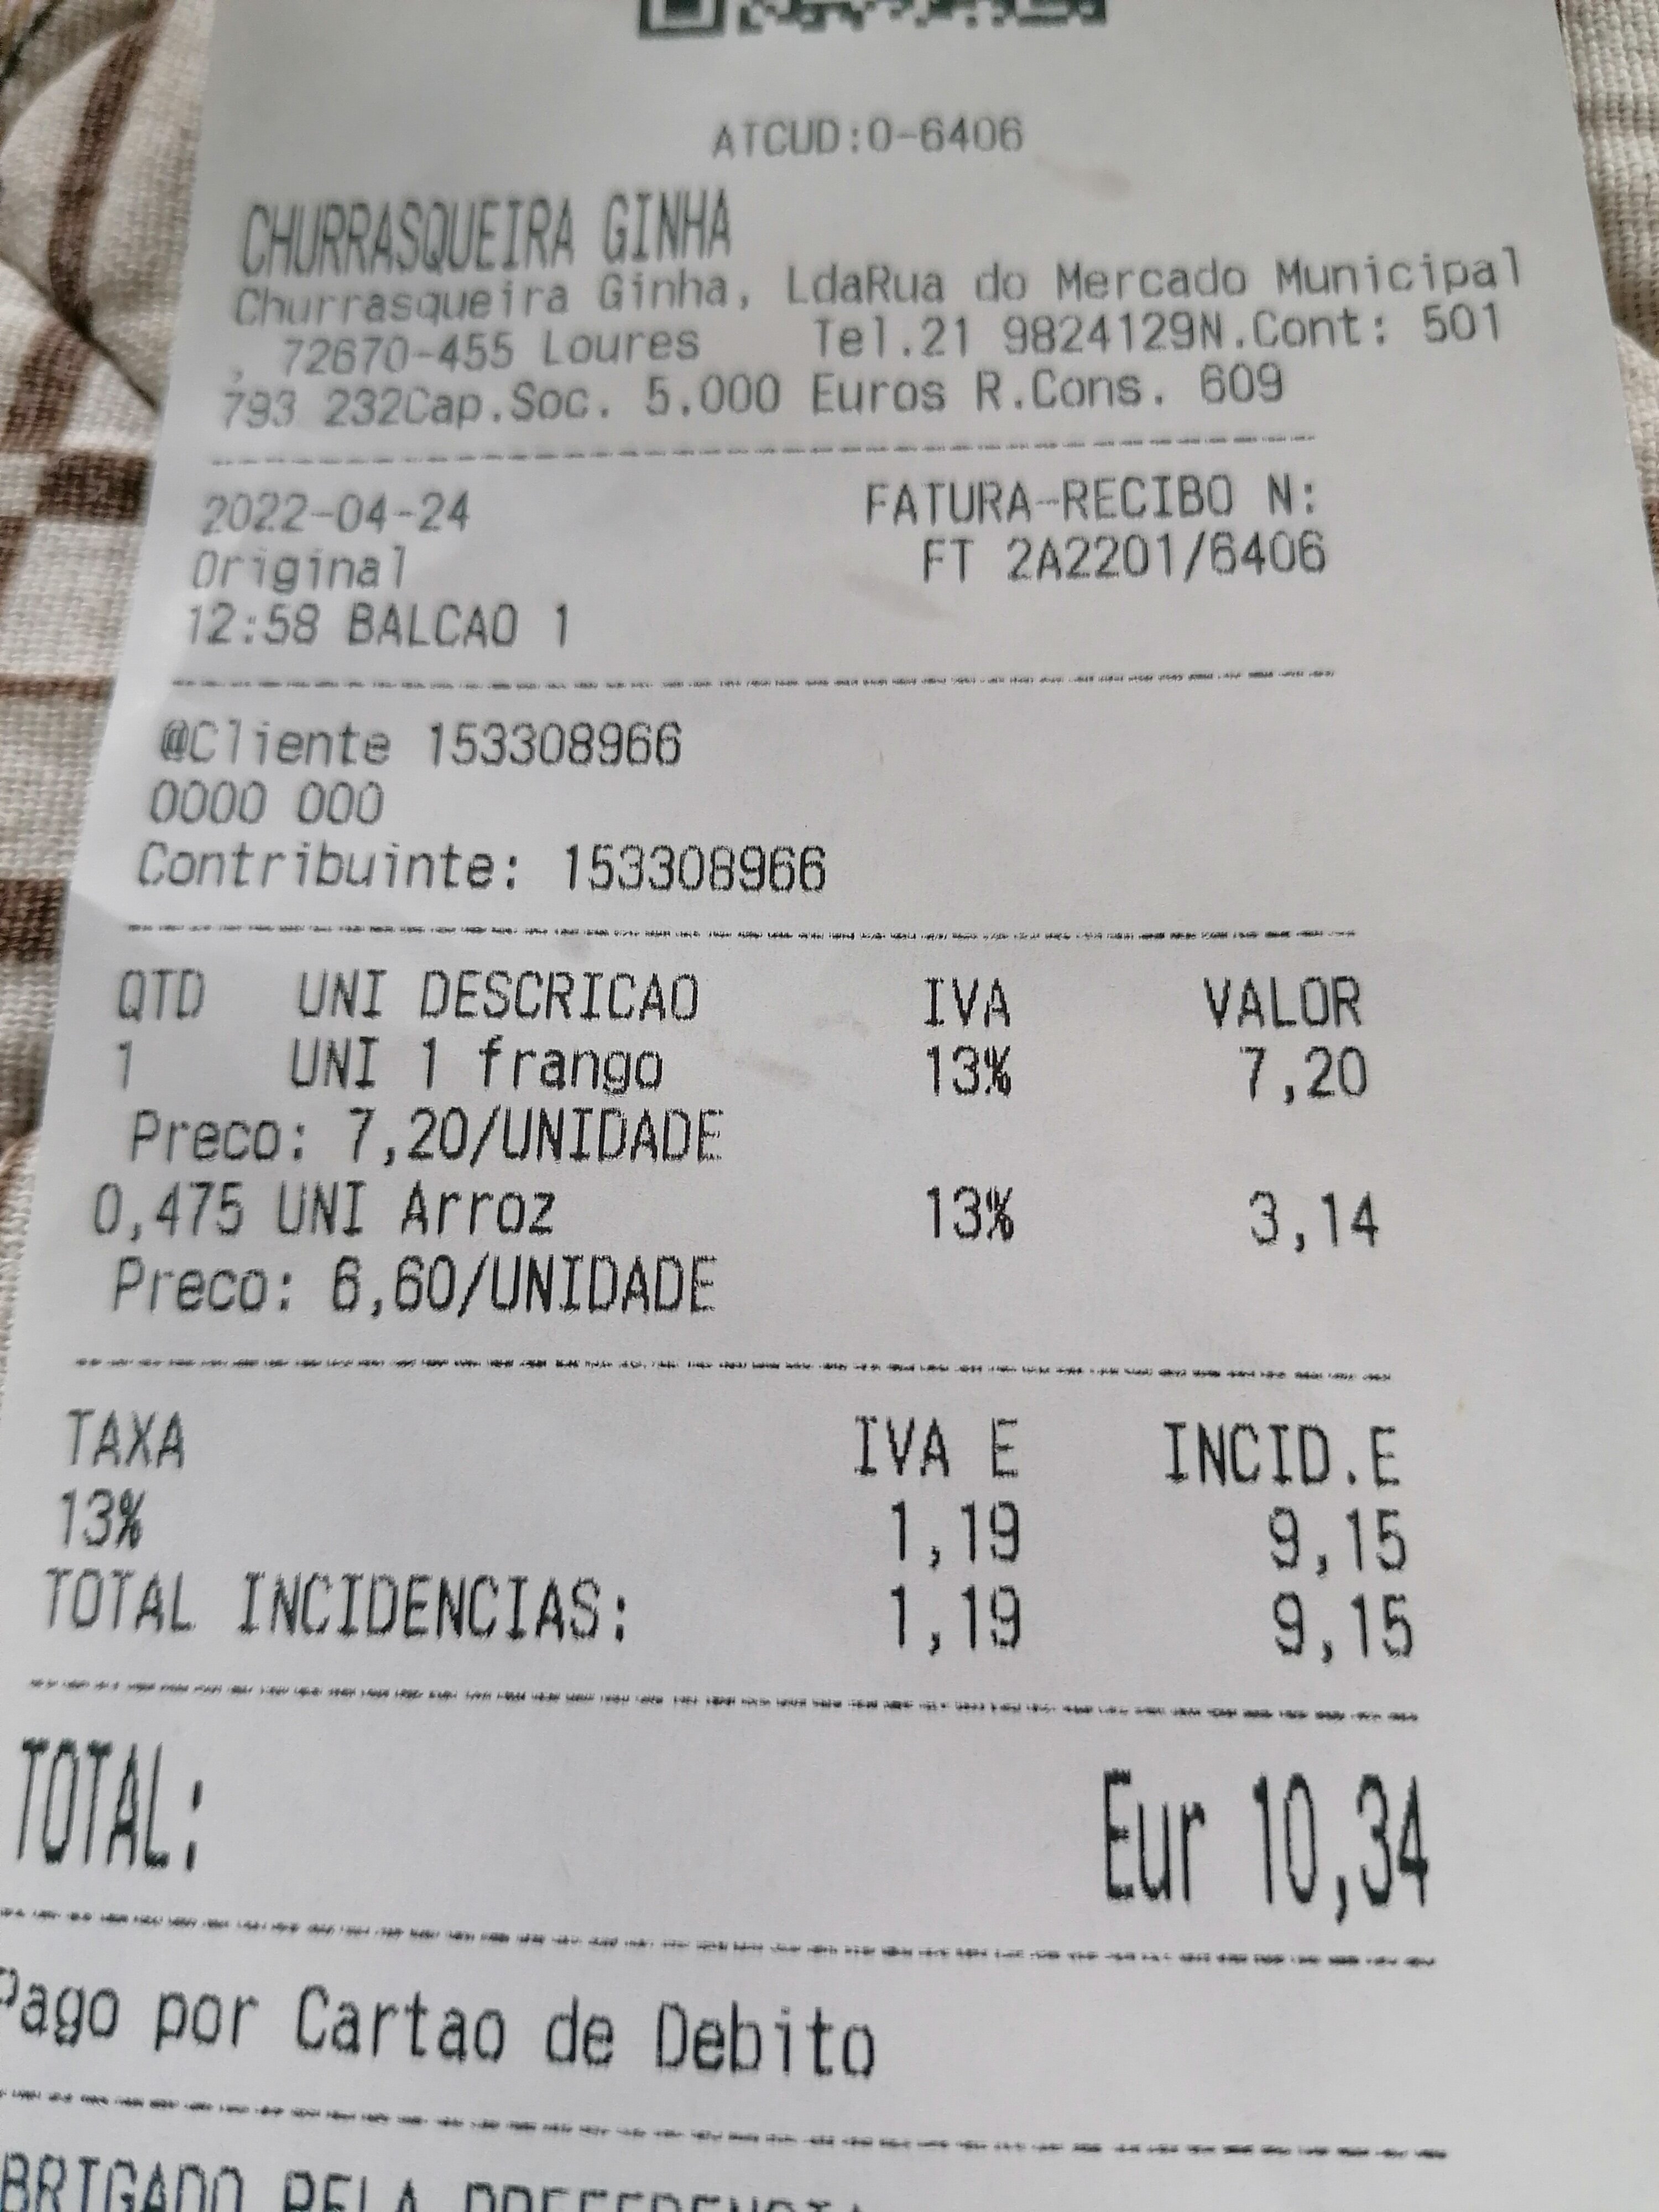 ATCUD:0-6406
CHURRASQUEIRA GINHA
Churrasqueira Ginha, LdaRua do Mercado Municipal
, 72670-455 Loures Tel.21 9824129N.Cont: 501
793 232Cap.Soc. 5.000 Euros R.Cons. 609
2022-04-24 FATURA-RECIBO N:
Original FT 2A2201/6406
12:58 BALCAO 1
@Cliente 153308966
0000 000
Contribuinte: 153308966
QTD UNI DESCRICAO IVA VALOR
1 UNI 1 frango 13% 7,20
Preco: 7,20/UNIDADE
0,475 UNI Arroz 13% 3,14
Preco: 6,60/UNIDADE
TAXA IVA E INCID.E
13% 1,19 9,15
TOTAL INCIDENCIAS: 1,19 9,15
TOTAL: Eur 10,34
Pago por Cartao de Debito
BRIGADO PELA PREFERENCIA